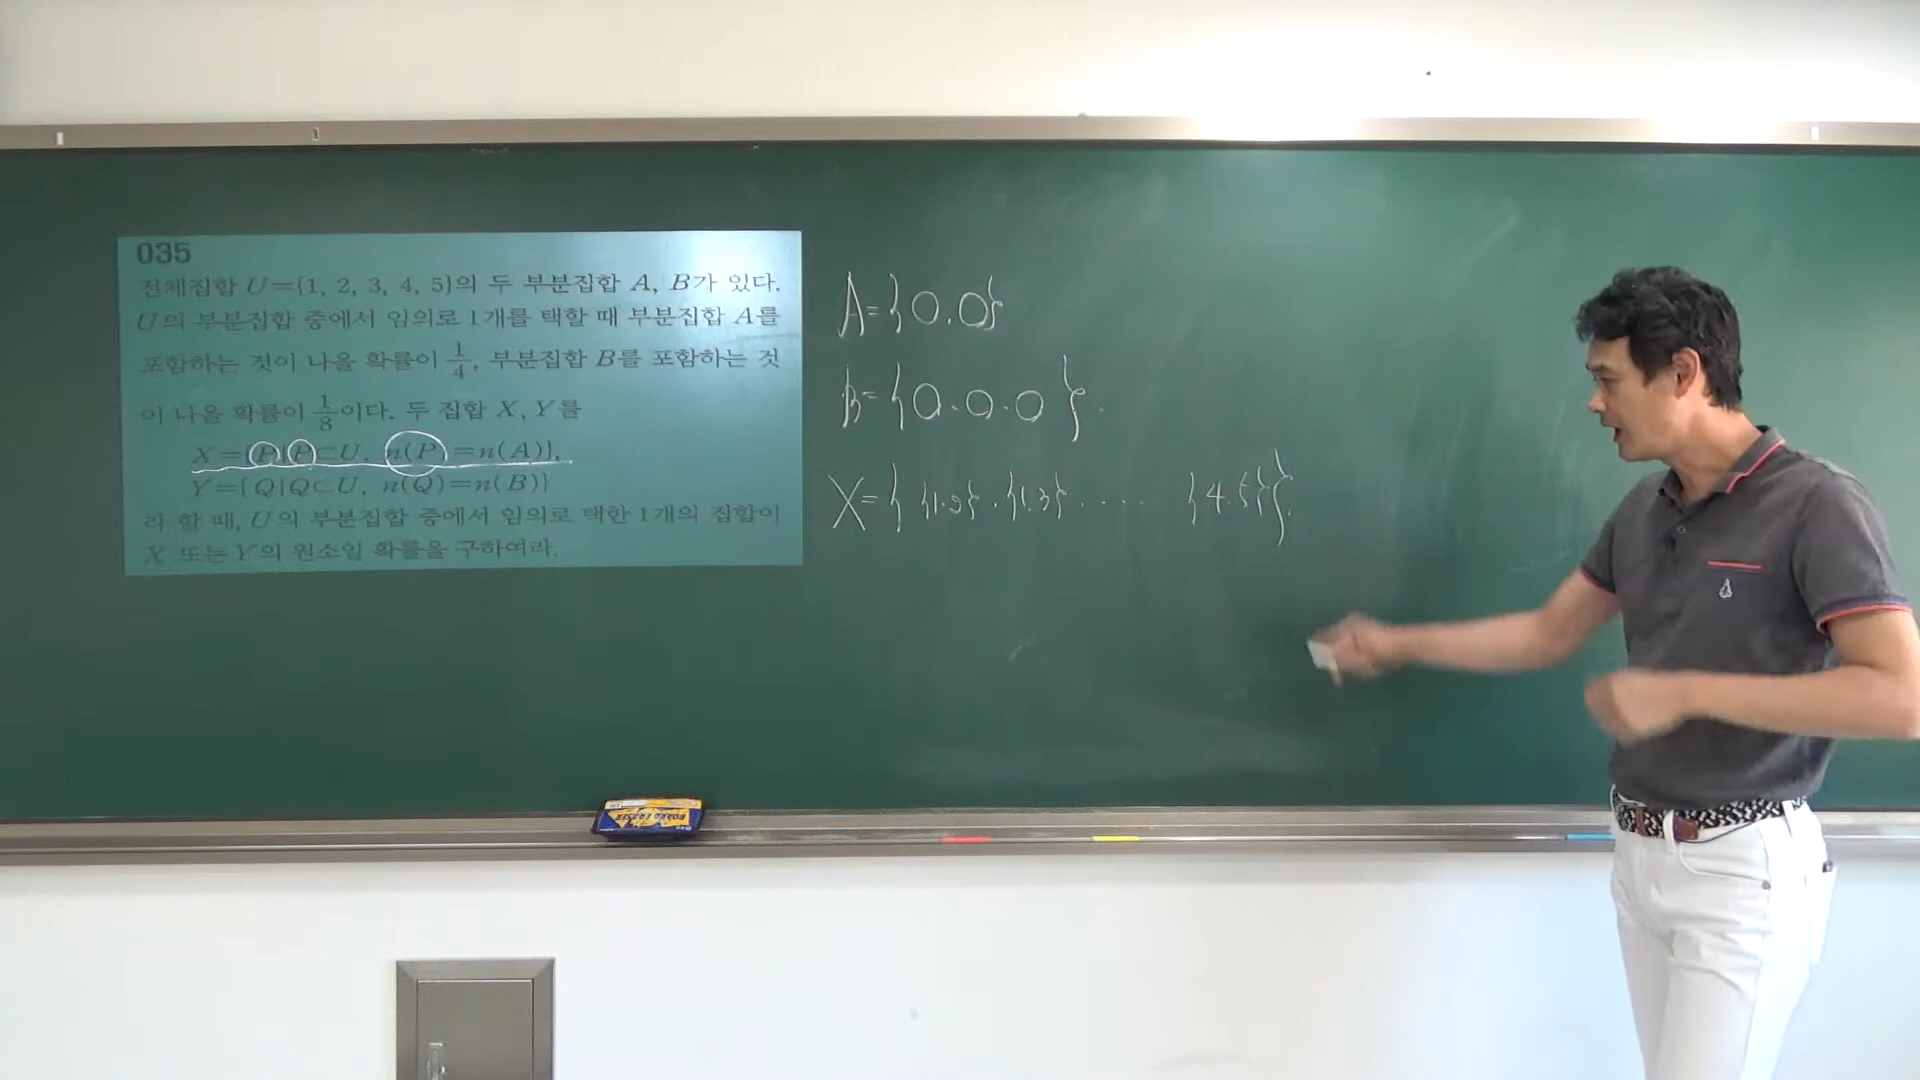 035
전체집합 U={1, 2, 3, 4, 5}의 두 부분집합 A, B가 있다.
U의 부분집합 중에서 임의로 1개를 택할 때 부분집합 A를
포함하는 것이 나올 확률이 1/4, 부분집합 B를 포함하는 것
이 나올 확률이 1/8이다. 두 집합 X, Y를
X={P|P⊂U, n(P)=n(A)},
Y={Q|Q⊂U, n(Q)=n(B)}
라 할 때, U의 부분집합 중에서 임의로 택한 1개의 집합이
X 또는 Y의 원소일 확률을 구하여라.
A={O.O}
B={O.O.O}.
X={{1.2}.{1.3}..... {4.5}}.
BOARD ERASER